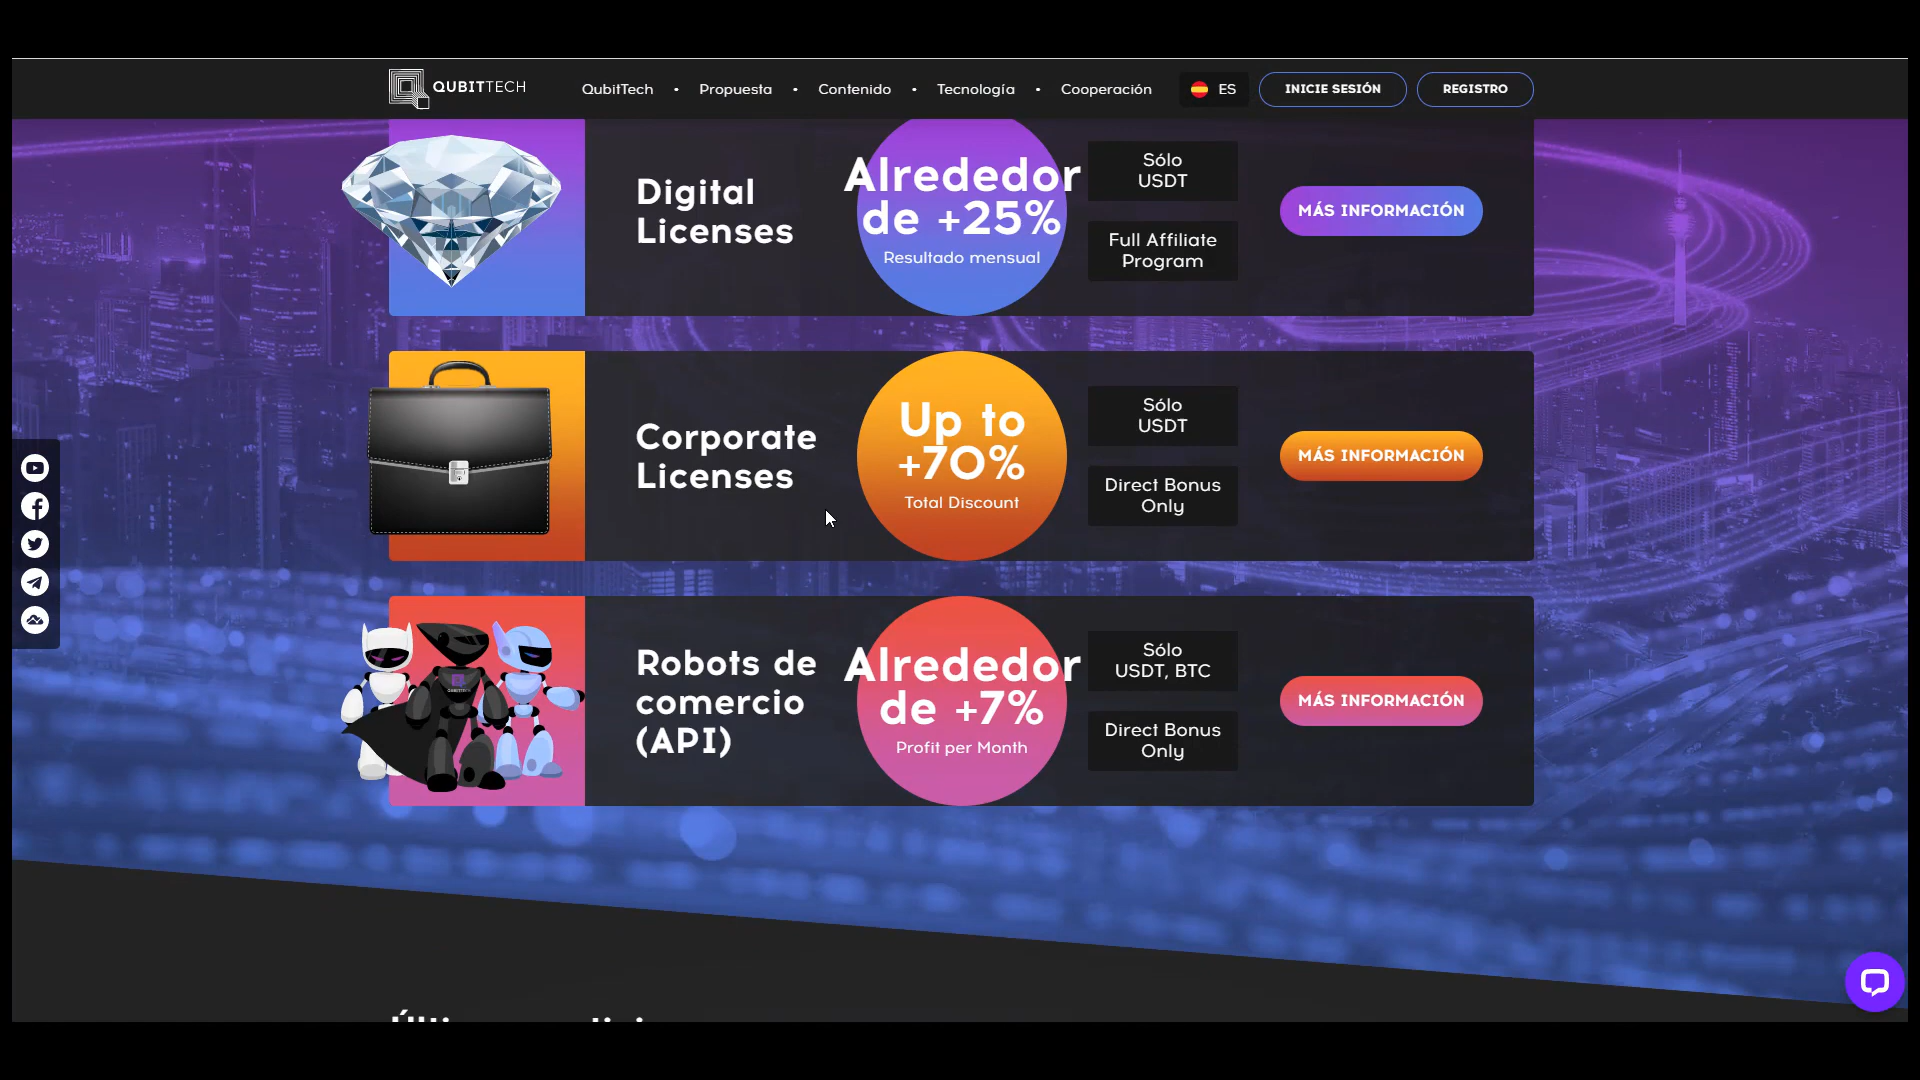 QUBITTECH
QubitTech • Propuesta • Contenido • Tecnología • Cooperación
ES
INICIE SESIÓN
REGISTRO
Digital
Licenses
Alrededor
de +25%
Resultado mensual
Sólo
USDT
Full Affiliate
Program
MÁS INFORMACIÓN
Corporate
Licenses
Up to
+70%
Total Discount
Sólo
USDT
Direct Bonus
Only
MÁS INFORMACIÓN
Robots de
comercio
(API)
Alrededor
de +7%
Profit per Month
Sólo
USDT, BTC
Direct Bonus
Only
MÁS INFORMACIÓN